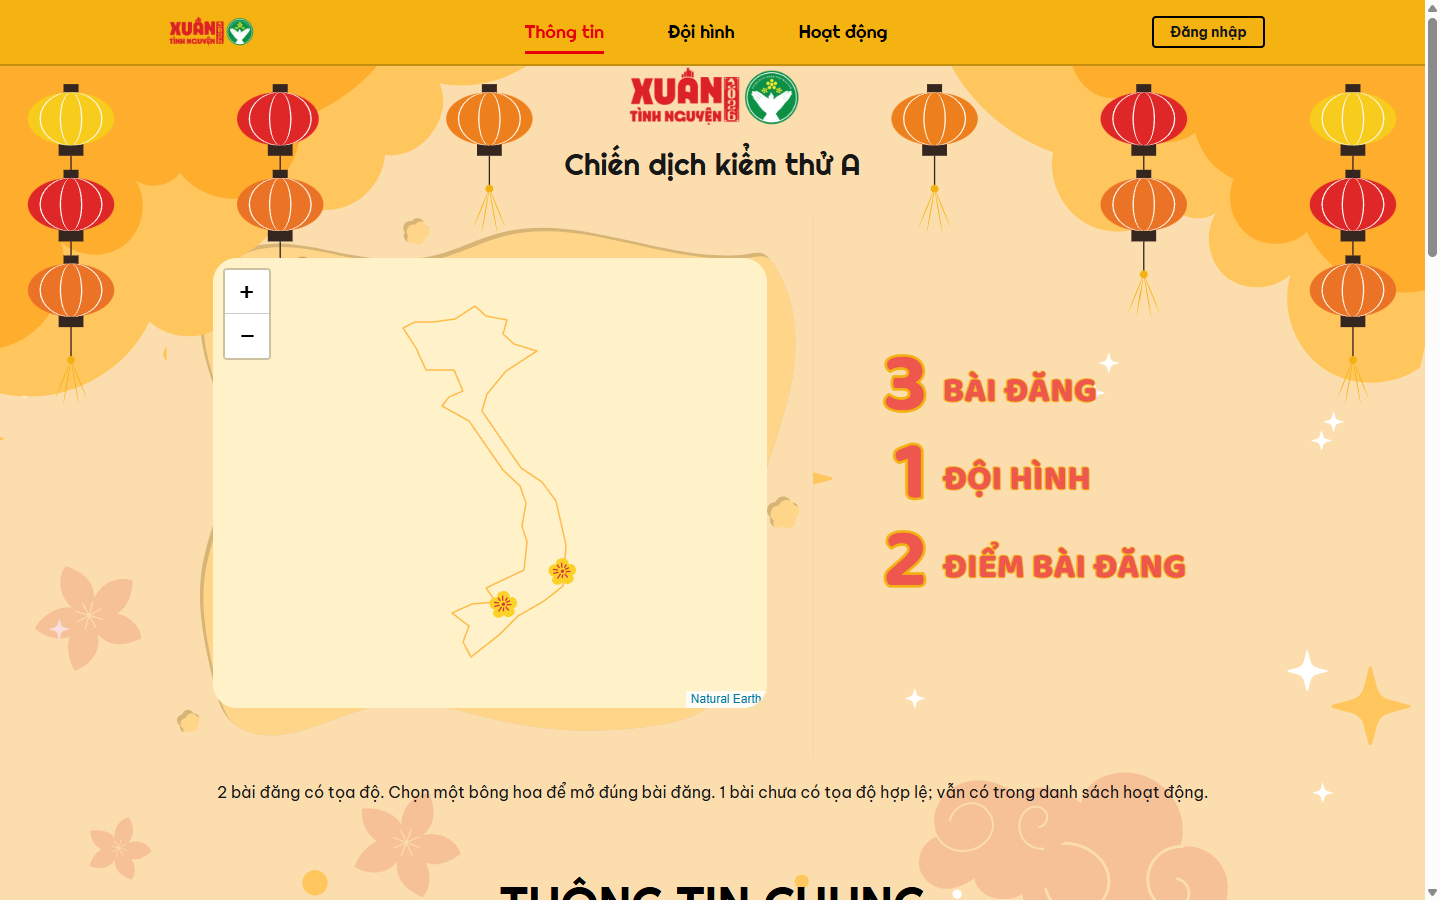 XUÂN
TÌNH NGUYỆN
Thông tin
Đội hình
Hoạt động
Đăng nhập
XUÂN 2026
TÌNH NGUYỆN
Chiến dịch kiểm thử A
+
−
3 BÀI ĐĂNG
1 ĐỘI HÌNH
2 ĐIỂM BÀI ĐĂNG
Natural Earth
2 bài đăng có tọa độ. Chọn một bông hoa để mở đúng bài đăng. 1 bài chưa có tọa độ hợp lệ; vẫn có trong danh sách hoạt động.
THÔNG TIN CHUNG